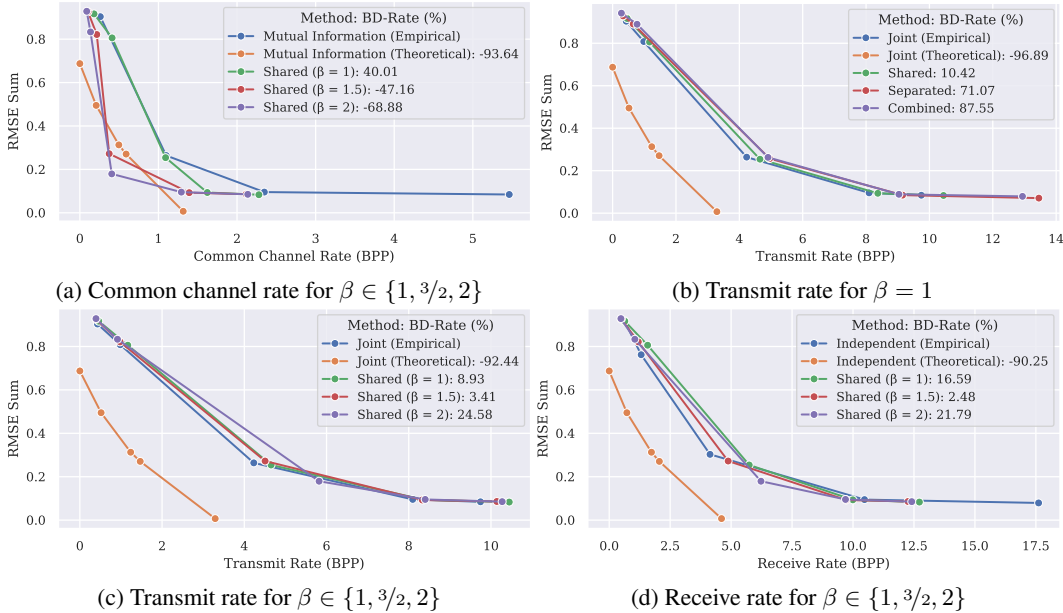 Method: BD-Rate (%)
Mutual Information (Empirical)
Mutual Information (Theoretical): -93.64
Shared (β = 1): 40.01
Shared (β = 1.5): -47.16
Shared (β = 2): -68.88
RMSE Sum
0.8
0.6
0.4
0.2
0.0
0 1 2 3 4 5
Common Channel Rate (BPP)
(a) Common channel rate for β ∈ {1, 3/2, 2}
Method: BD-Rate (%)
Joint (Empirical)
Joint (Theoretical): -96.89
Shared: 10.42
Separated: 71.07
Combined: 87.55
RMSE Sum
0.8
0.6
0.4
0.2
0.0
0 2 4 6 8 10 12 14
Transmit Rate (BPP)
(b) Transmit rate for β = 1
Method: BD-Rate (%)
Joint (Empirical)
Joint (Theoretical): -92.44
Shared (β = 1): 8.93
Shared (β = 1.5): 3.41
Shared (β = 2): 24.58
RMSE Sum
0.8
0.6
0.4
0.2
0.0
0 2 4 6 8 10
Transmit Rate (BPP)
(c) Transmit rate for β ∈ {1, 3/2, 2}
Method: BD-Rate (%)
Independent (Empirical)
Independent (Theoretical): -90.25
Shared (β = 1): 16.59
Shared (β = 1.5): 2.48
Shared (β = 2): 21.79
RMSE Sum
0.8
0.6
0.4
0.2
0.0
0.0 2.5 5.0 7.5 10.0 12.5 15.0 17.5
Receive Rate (BPP)
(d) Receive rate for β ∈ {1, 3/2, 2}